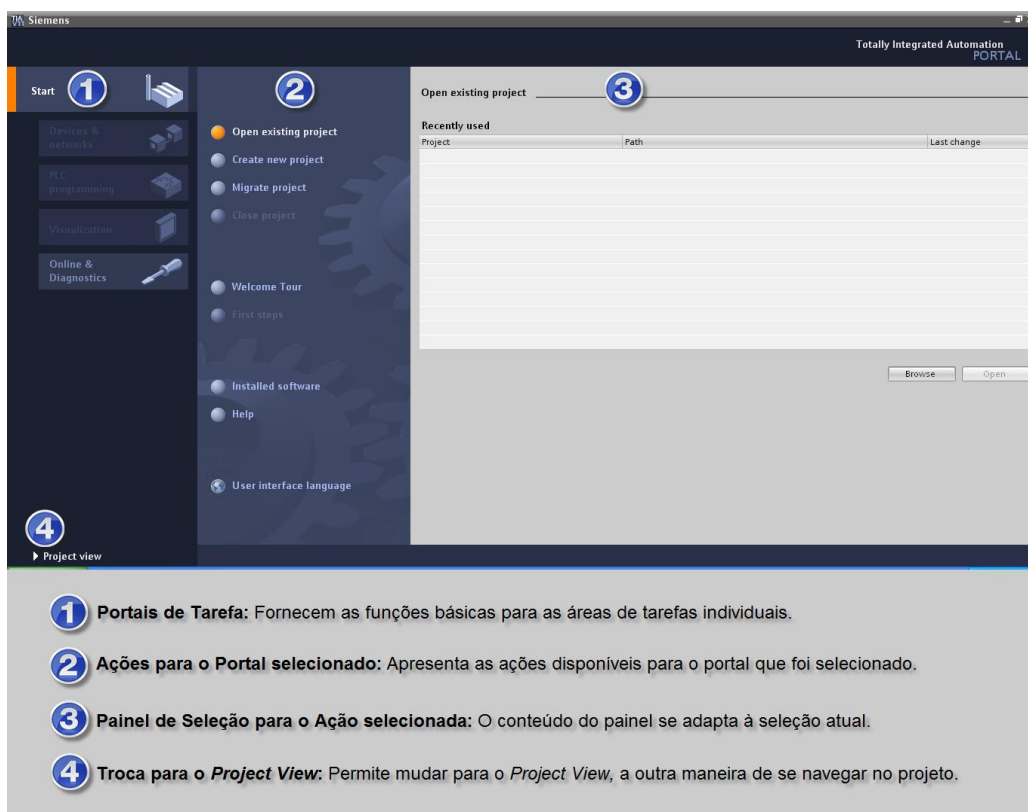 Siemens
Totally Integrated Automation
PORTAL
Start
1
Devices &
networks
PLC
programming
Visualization
Online &
Diagnostics
4
Project view
2
Open existing project
Create new project
Migrate project
Close project
Welcome Tour
First steps
Installed software
Help
User interface language
Open existing project
3
Recently used
Project Path Last change
Browse Open
1 Portais de Tarefa: Fornecem as funções básicas para as áreas de tarefas individuais.
2 Ações para o Portal selecionado: Apresenta as ações disponíveis para o portal que foi selecionado.
3 Painel de Seleção para o Ação selecionada: O conteúdo do painel se adapta à seleção atual.
4 Troca para o Project View: Permite mudar para o Project View, a outra maneira de se navegar no projeto.